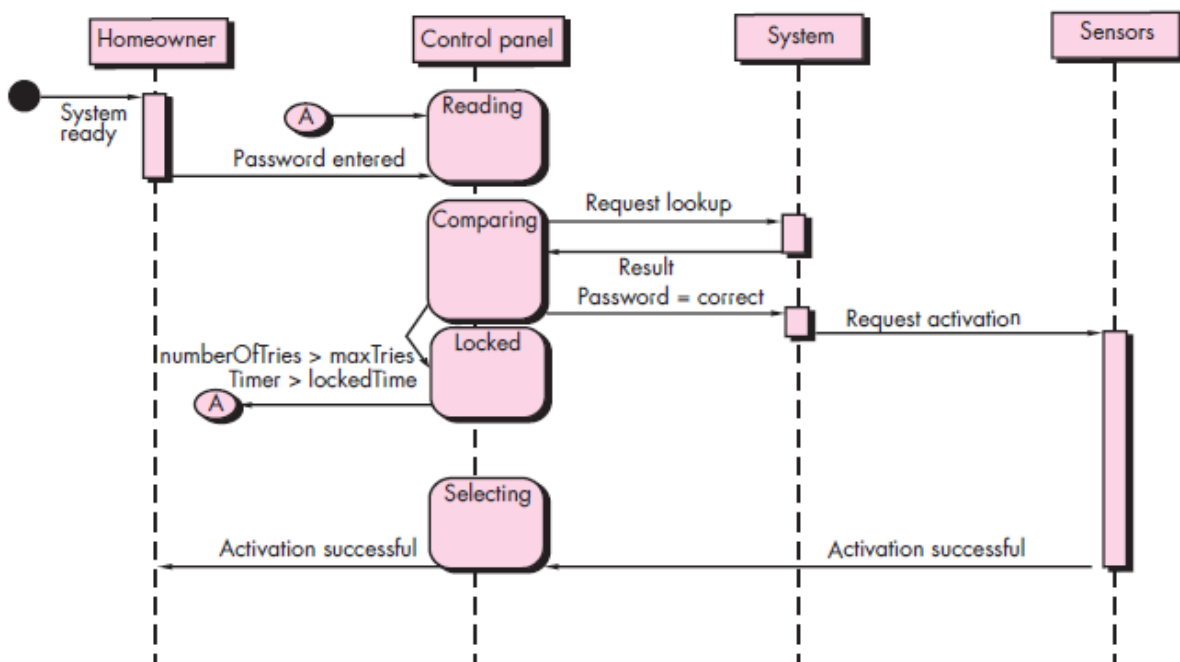 Homeowner
Control panel
System
Sensors
System
ready
A
Reading
Password entered
Comparing
Request lookup
Result
Password = correct
Request activation
Locked
numberOfTries > maxTries
Timer > lockedTime
A
Selecting
Activation successful
Activation successful